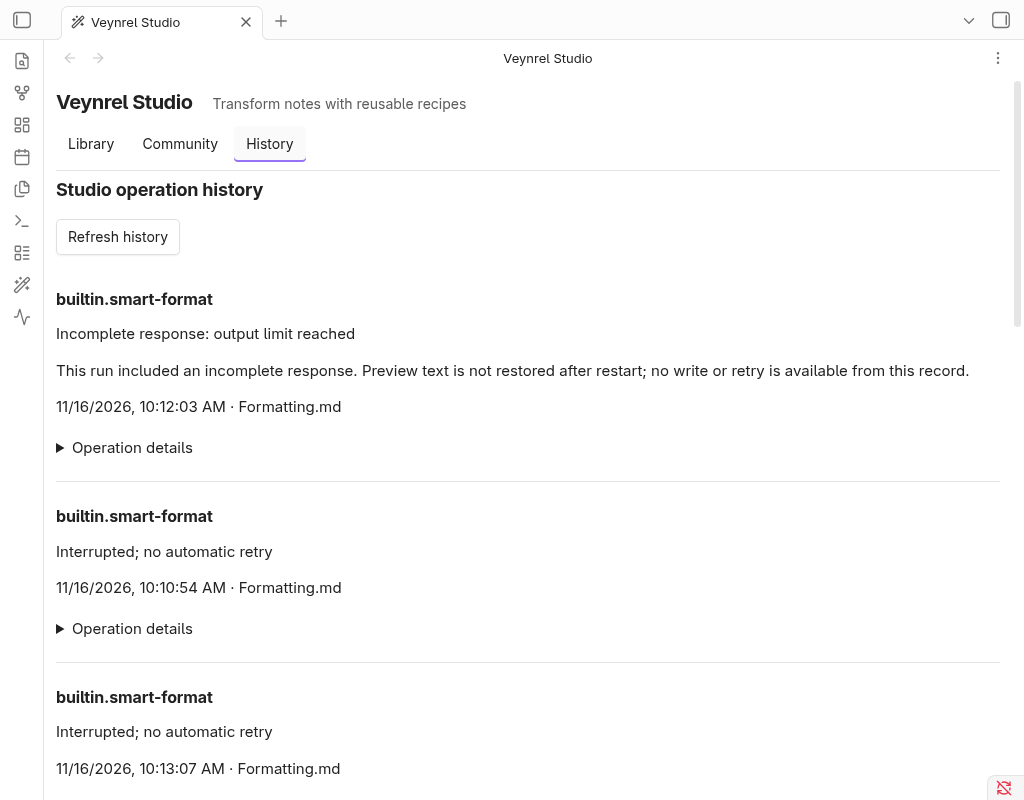 Veynrel Studio
Veynrel Studio
Veynrel Studio Transform notes with reusable recipes
Library Community History
Studio operation history
Refresh history
builtin.smart-format
Incomplete response: output limit reached
This run included an incomplete response. Preview text is not restored after restart; no write or retry is available from this record.
11/16/2026, 10:12:03 AM · Formatting.md
Operation details
builtin.smart-format
Interrupted; no automatic retry
11/16/2026, 10:10:54 AM · Formatting.md
Operation details
builtin.smart-format
Interrupted; no automatic retry
11/16/2026, 10:13:07 AM · Formatting.md